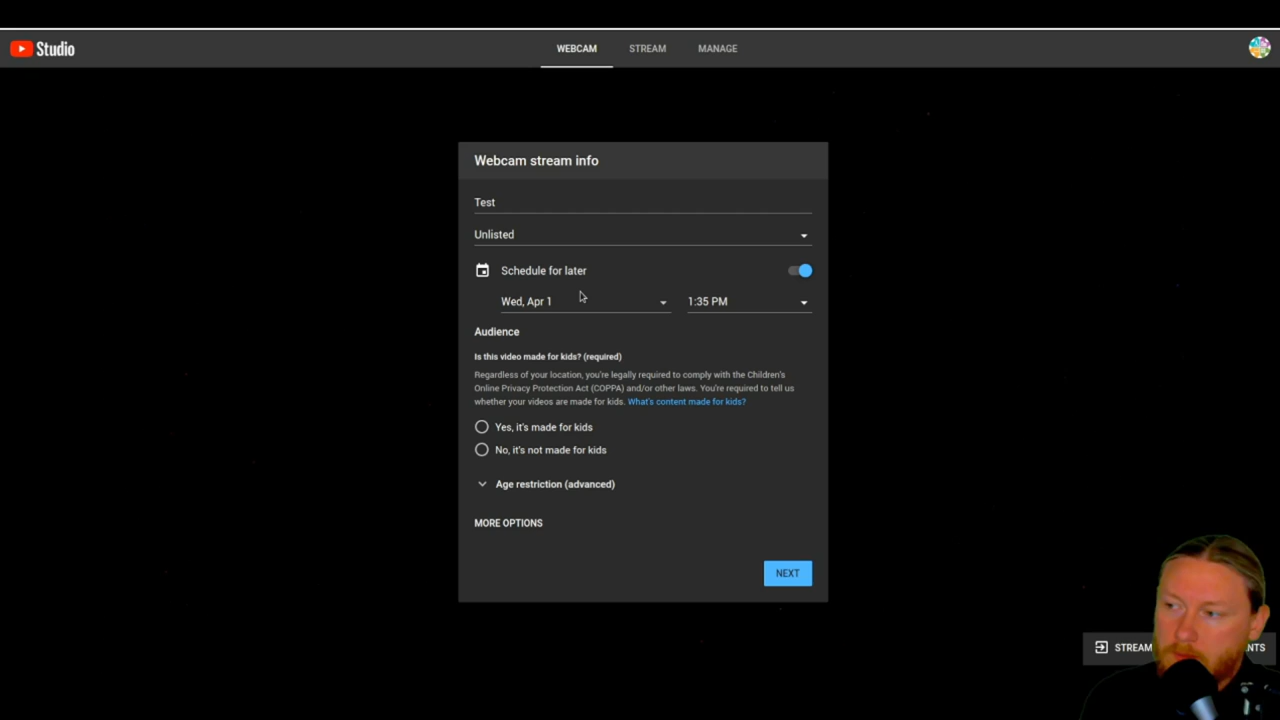 Studio
WEBCAM
STREAM
MANAGE
Webcam stream info
Test
Unlisted
Schedule for later
Wed, Apr 1
1:35 PM
Audience
Is this video made for kids? (required)
Regardless of your location, you're legally required to comply with the Children's
Online Privacy Protection Act (COPPA) and/or other laws. You're required to tell us
whether your videos are made for kids. What's content made for kids?
Yes, it's made for kids
No, it's not made for kids
Age restriction (advanced)
MORE OPTIONS
NEXT
STREAM